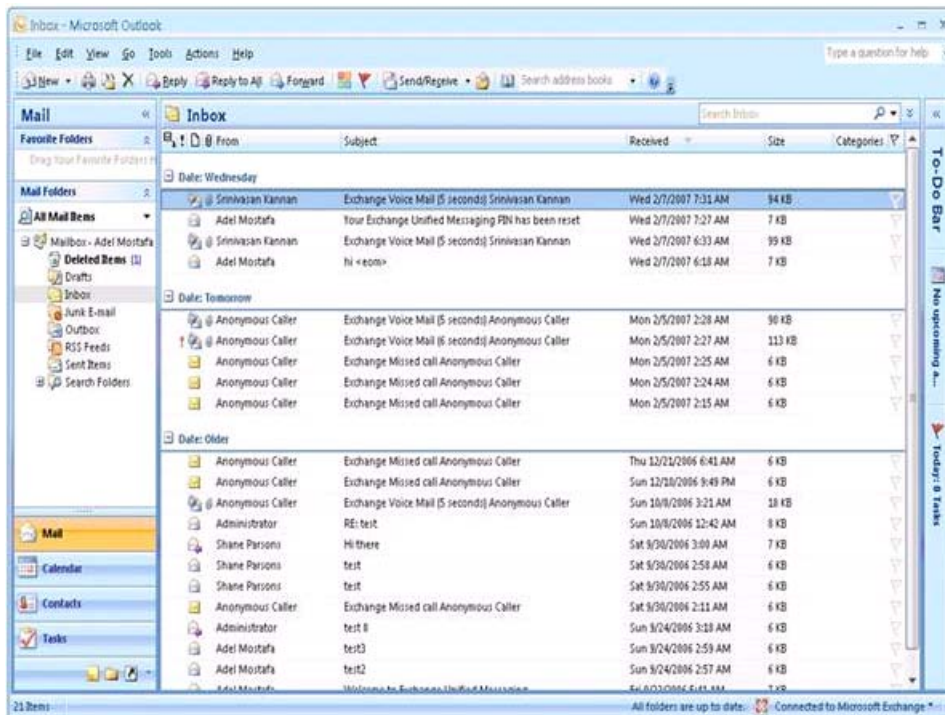 Inbox - Microsoft Outlook
File Edit View Go Tools Actions Help
Type a question for help
New Reply Reply to All Forward Send/Receive Search address books
Mail
Favorite Folders
Drag Your Favorite Folders
Mail Folders
All Mail Items
Mailbox - Adel Mostafa
Deleted Items (1)
Drafts
Inbox
Junk E-mail
Outbox
RSS Feeds
Sent Items
Search Folders
Mail
Calendar
Contacts
Tasks
Inbox
Search Inbox
From Subject Received Size Categories
Date: Wednesday
Srinivasan Kannan Exchange Voice Mail (5 seconds) Srinivasan Kannan Wed 2/7/2007 7:31 AM 94 KB
Adel Mostafa Your Exchange Unified Messaging PIN has been reset Wed 2/7/2007 7:27 AM 7 KB
Srinivasan Kannan Exchange Voice Mail (5 seconds) Srinivasan Kannan Wed 2/7/2007 6:33 AM 99 KB
Adel Mostafa hi <eom> Wed 2/7/2007 6:18 AM 7 KB
Date: Tomorrow
Anonymous Caller Exchange Voice Mail (5 seconds) Anonymous Caller Mon 2/5/2007 2:28 AM 90 KB
Anonymous Caller Exchange Voice Mail (6 seconds) Anonymous Caller Mon 2/5/2007 2:27 AM 113 KB
Anonymous Caller Exchange Missed call Anonymous Caller Mon 2/5/2007 2:25 AM 6 KB
Anonymous Caller Exchange Missed call Anonymous Caller Mon 2/5/2007 2:24 AM 6 KB
Anonymous Caller Exchange Missed call Anonymous Caller Mon 2/5/2007 2:15 AM 6 KB
Date: Older
Anonymous Caller Exchange Missed call Anonymous Caller Thu 12/21/2006 6:41 AM 6 KB
Anonymous Caller Exchange Missed call Anonymous Caller Sun 12/10/2006 9:49 PM 6 KB
Anonymous Caller Exchange Voice Mail (5 seconds) Anonymous Caller Sun 10/8/2006 3:21 AM 18 KB
Administrator RE: test Sun 10/8/2006 12:42 AM 8 KB
Shane Parsons Hi there Sat 9/30/2006 3:00 AM 7 KB
Shane Parsons test Sat 9/30/2006 2:58 AM 6 KB
Shane Parsons test Sat 9/30/2006 2:55 AM 6 KB
Anonymous Caller Exchange Missed call Anonymous Caller Sat 9/30/2006 2:11 AM 6 KB
Administrator test 8 Sun 9/24/2006 3:18 AM 6 KB
Adel Mostafa test3 Sun 9/24/2006 2:59 AM 6 KB
Adel Mostafa test2 Sun 9/24/2006 2:57 AM 6 KB
Adel Mostafa Welcome to Exchange Unified Messaging
To-Do Bar
No upcoming a...
Today: 0 Tasks
21 Items
All folders are up to date. Connected to Microsoft Exchange